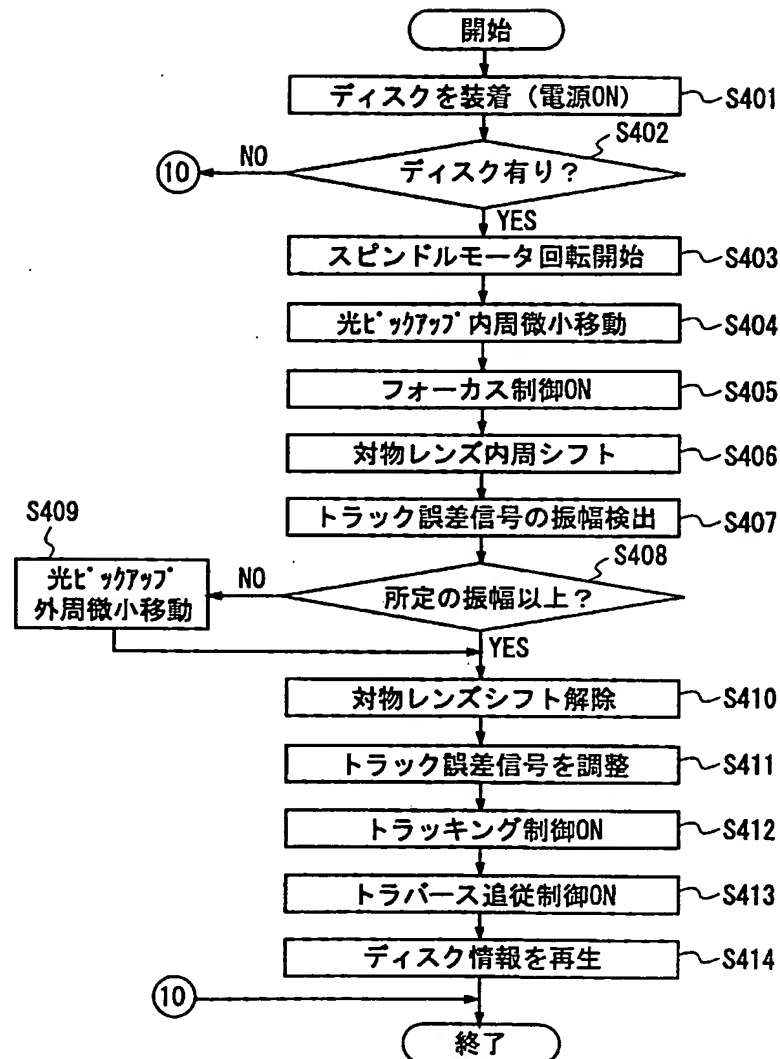 開始
ディスクを装着（電源ON）
S401
S402
ディスク有り？
NO
10
YES
スピンドルモータ回転開始
S403
光ﾋﾟｯｸｱｯﾌﾟ内周微小移動
S404
フォーカス制御ON
S405
対物レンズ内周シフト
S406
トラック誤差信号の振幅検出
S407
S408
所定の振幅以上？
NO
S409
光ﾋﾟｯｸｱｯﾌﾟ
外周微小移動
YES
対物レンズシフト解除
S410
トラック誤差信号を調整
S411
トラッキング制御ON
S412
トラバース追従制御ON
S413
ディスク情報を再生
S414
10
終了